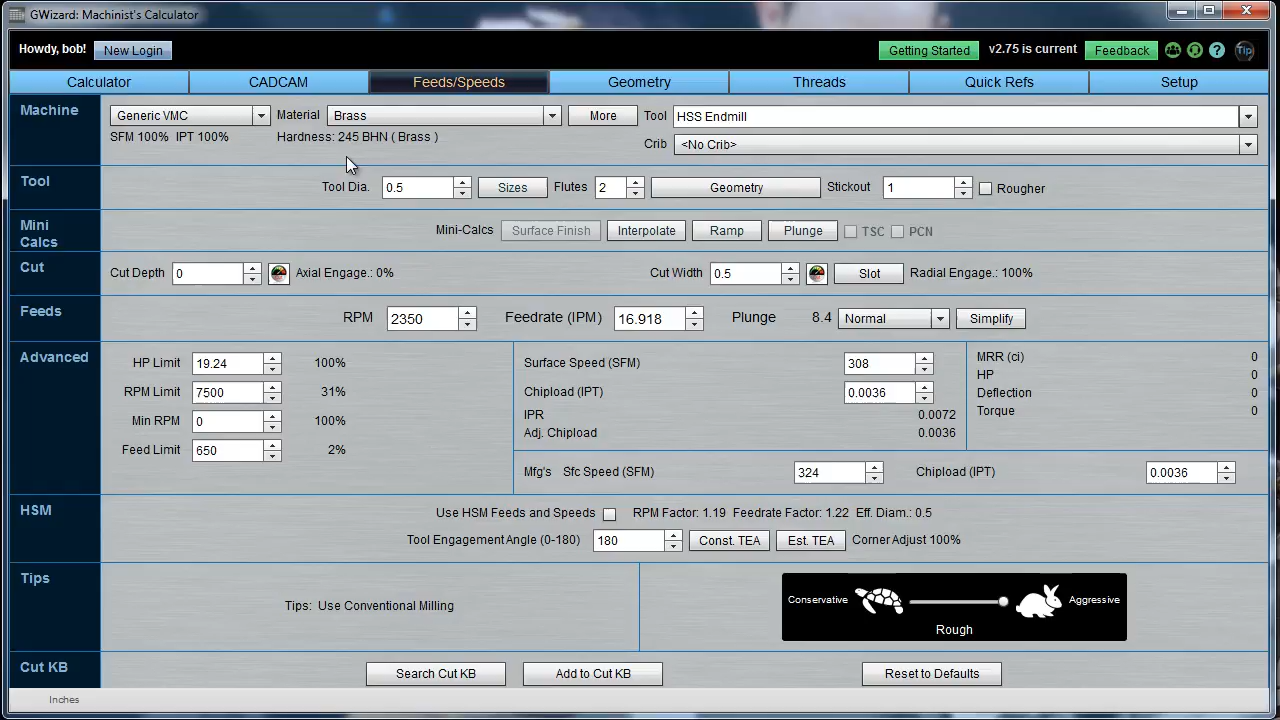 GWizard: Machinist's Calculator
Howdy, bob! New Login Getting Started v2.75 is current Feedback ? Tip
Calculator CADCAM Feeds/Speeds Geometry Threads Quick Refs Setup
Machine Generic VMC Material Brass More Tool HSS Endmill
SFM 100% IPT 100% Hardness: 245 BHN ( Brass ) Crib <No Crib>
Tool Tool Dia. 0.5 Sizes Flutes 2 Geometry Stickout 1 Rougher
Mini
Calcs Mini-Calcs Surface Finish Interpolate Ramp Plunge TSC PCN
Cut Cut Depth 0 Axial Engage.: 0% Cut Width 0.5 Slot Radial Engage.: 100%
Feeds RPM 2350 Feedrate (IPM) 16.918 Plunge 8.4 Normal Simplify
Advanced HP Limit 19.24 100% Surface Speed (SFM) 308 MRR (ci) 0
HP 0
RPM Limit 7500 31% Chipload (IPT) 0.0036 Deflection 0
IPR 0.0072 Torque 0
Min RPM 0 100% Adj. Chipload 0.0036
Feed Limit 650 2%
Mfg's Sfc Speed (SFM) 324 Chipload (IPT) 0.0036
HSM Use HSM Feeds and Speeds RPM Factor: 1.19 Feedrate Factor: 1.22 Eff. Diam.: 0.5
Tool Engagement Angle (0-180) 180 Const. TEA Est. TEA Corner Adjust 100%
Tips Tips: Use Conventional Milling Conservative Aggressive
Rough
Cut KB Search Cut KB Add to Cut KB Reset to Defaults
Inches